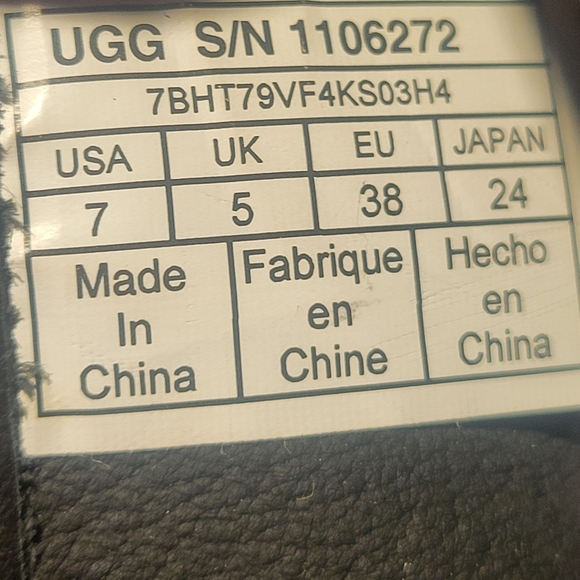 UGG S/N 1106272
7BHT79VF4KS03H4
USA UK EU JAPAN
7 5 38 24
Made
In
China
Fabrique
en
Chine
Hecho
en
China